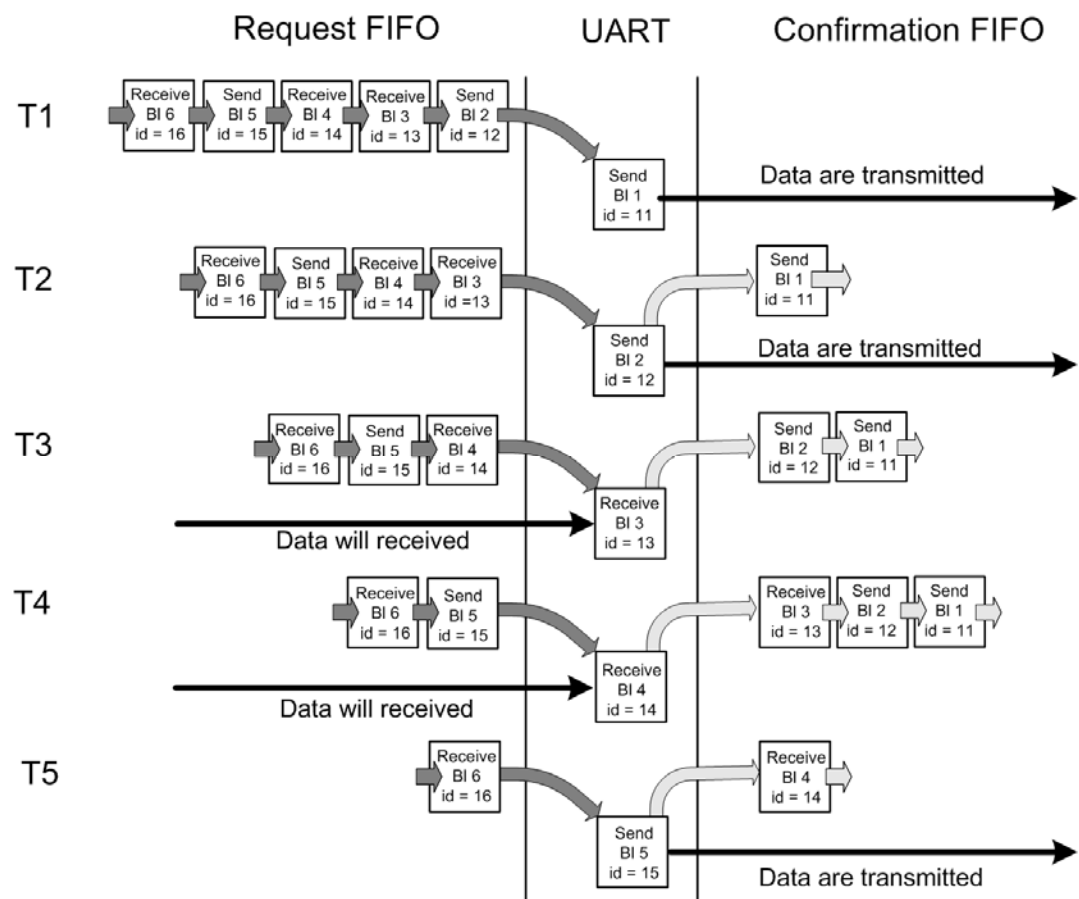 Request FIFO
UART
Confirmation FIFO
T1
Receive
BI 6
id = 16
Send
BI 5
id = 15
Receive
BI 4
id = 14
Receive
BI 3
id = 13
Send
BI 2
id = 12
Send
BI 1
id = 11
Data are transmitted
T2
Receive
BI 6
id = 16
Send
BI 5
id = 15
Receive
BI 4
id = 14
Receive
BI 3
id =13
Send
BI 2
id = 12
Send
BI 1
id = 11
Data are transmitted
T3
Receive
BI 6
id = 16
Send
BI 5
id = 15
Receive
BI 4
id = 14
Receive
BI 3
id = 13
Send
BI 2
id = 12
Send
BI 1
id = 11
Data will received
T4
Receive
BI 6
id = 16
Send
BI 5
id = 15
Receive
BI 4
id = 14
Receive
BI 3
id = 13
Send
BI 2
id = 12
Send
BI 1
id = 11
Data will received
T5
Receive
BI 6
id = 16
Send
BI 5
id = 15
Receive
BI 4
id = 14
Data are transmitted